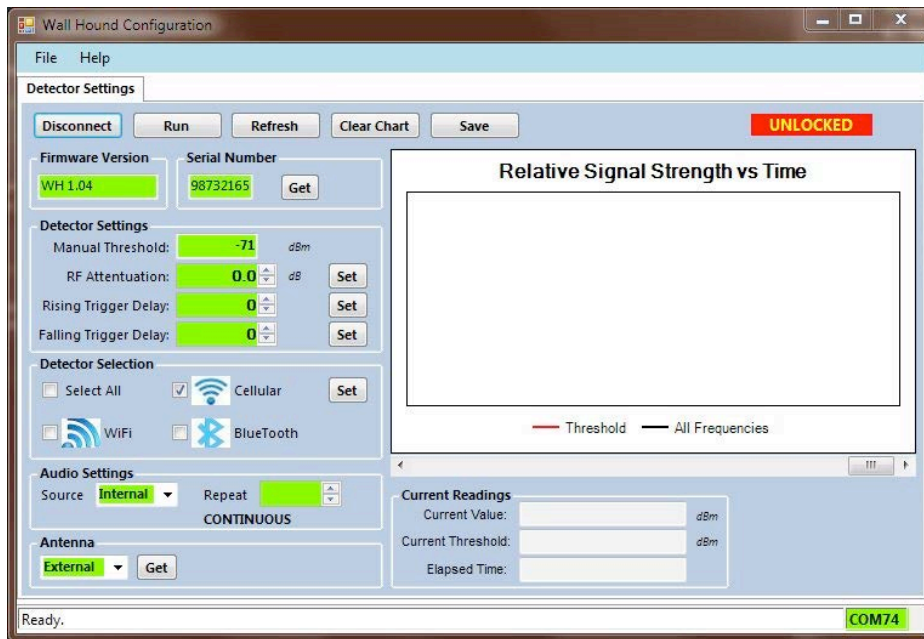 Wall Hound Configuration
File Help
Detector Settings
Disconnect Run Refresh Clear Chart Save UNLOCKED
Firmware Version Serial Number
WH 1.04 98732165 Get
Detector Settings
Manual Threshold: -71 dBm
RF Attentuation: 0.0 dB Set
Rising Trigger Delay: 0 Set
Falling Trigger Delay: 0 Set
Detector Selection
Select All Cellular Set
WiFi BlueTooth
Audio Settings
Source Internal Repeat
CONTINUOUS
Antenna
External Get
Relative Signal Strength vs Time
Threshold All Frequencies
Current Readings
Current Value: dBm
Current Threshold: dBm
Elapsed Time:
Ready. COM74